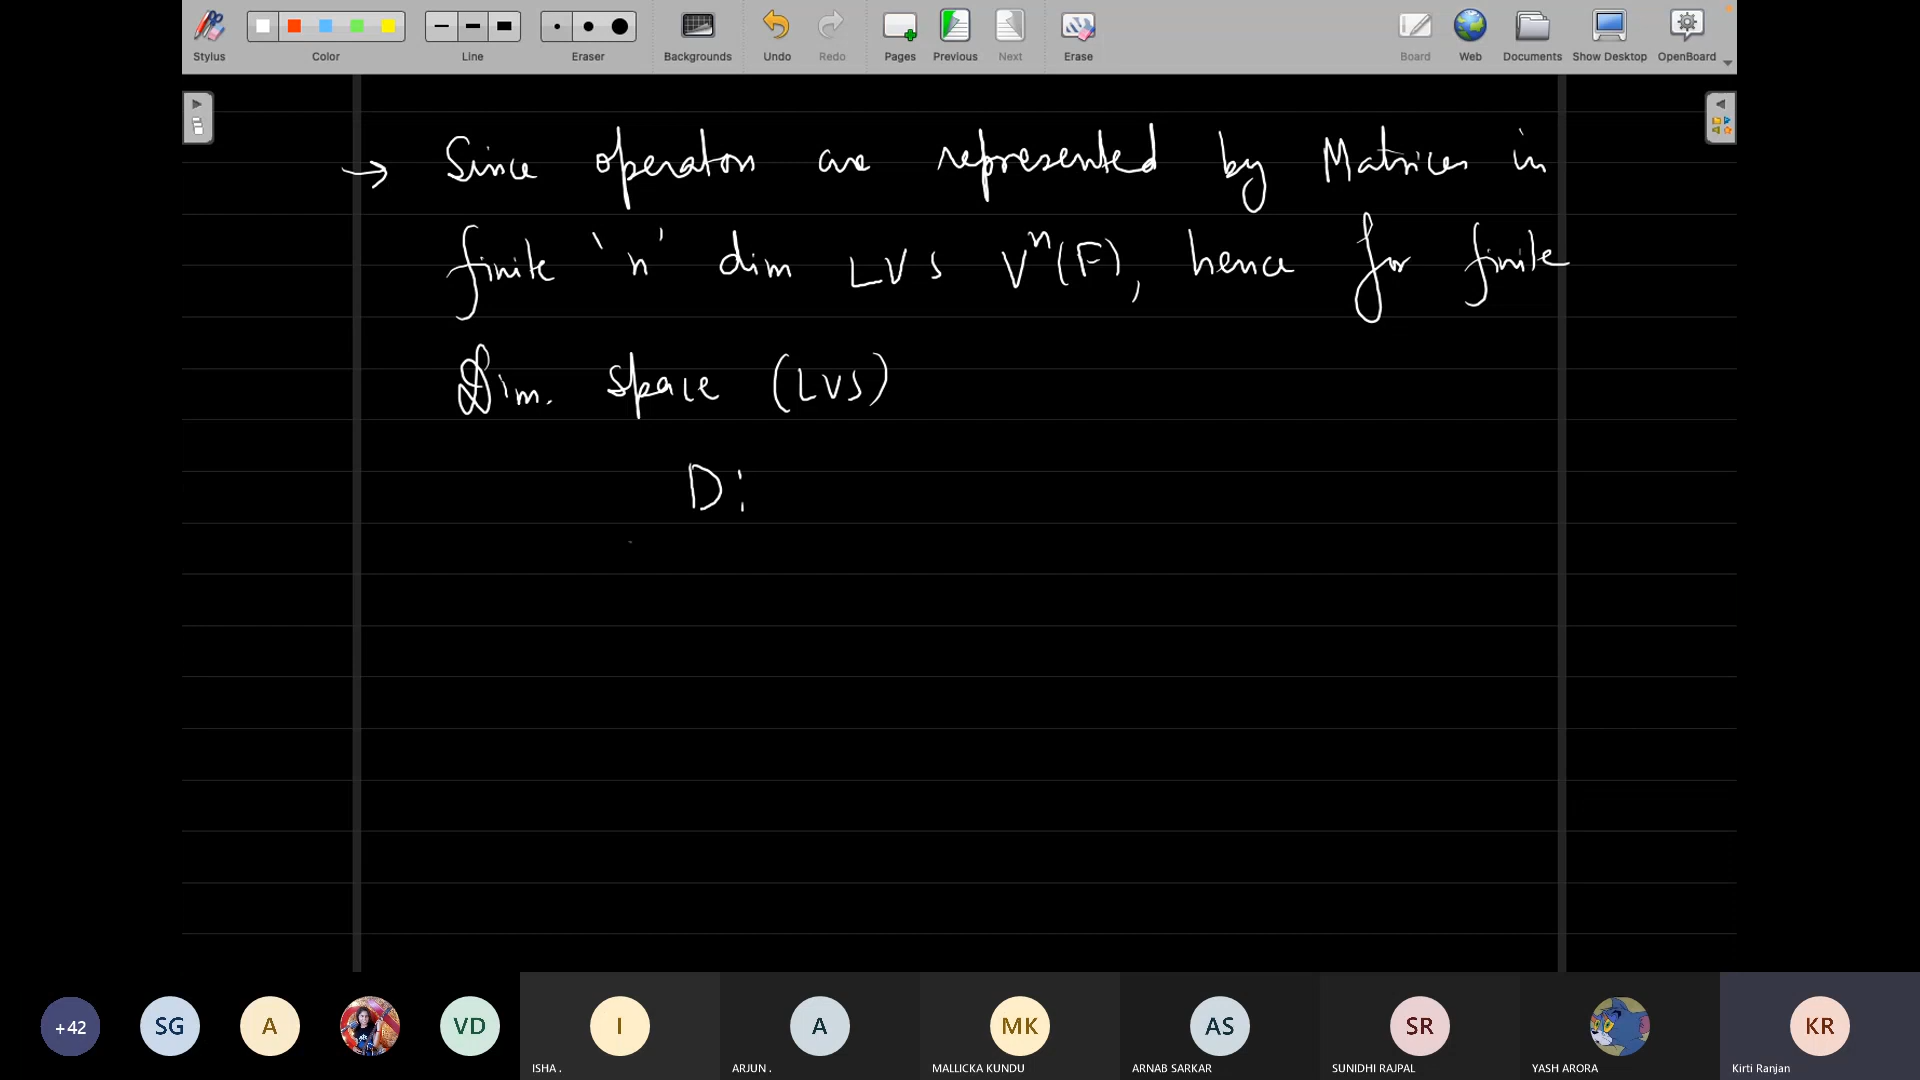 Stylus Color Line Eraser Backgrounds Undo Redo Pages Previous Next Erase Board Web Documents Show Desktop OpenBoard
→ Since operators are represented by Matrices in
finite 'n' dim LVS Vⁿ(F), hence for finite
Dim. space (LVS)
Di
+42 SG A VD I A MK AS SR KR
ISHA . ARJUN . MALLICKA KUNDU ARNAB SARKAR SUNIDHI RAJPAL YASH ARORA Kirti Ranjan